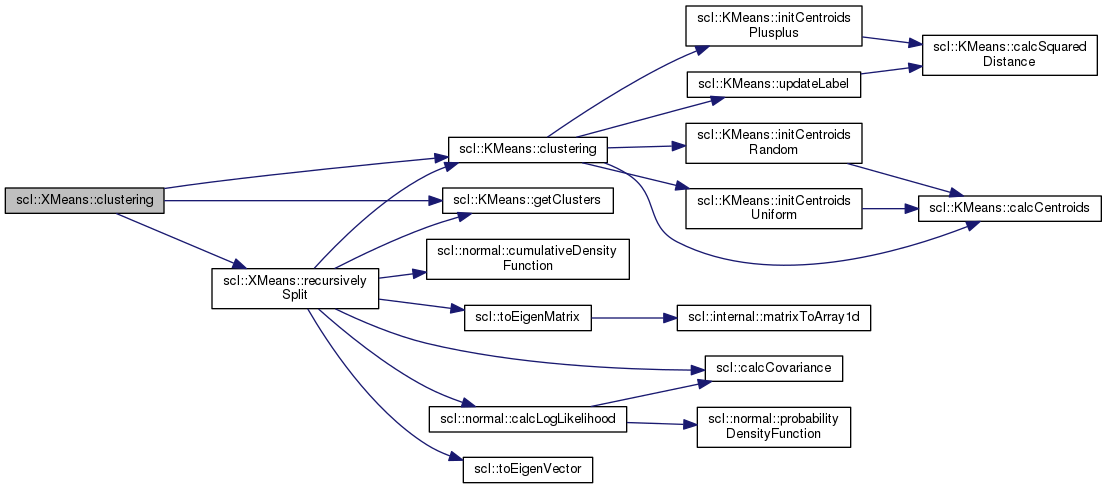 scl::XMeans::clustering
scl::XMeans::recursively
Split
scl::KMeans::clustering
scl::KMeans::getClusters
scl::normal::cumulativeDensity
Function
scl::toEigenMatrix
scl::normal::calcLogLikelihood
scl::toEigenVector
scl::KMeans::initCentroids
Plusplus
scl::KMeans::updateLabel
scl::KMeans::initCentroids
Random
scl::KMeans::initCentroids
Uniform
scl::internal::matrixToArray1d
scl::calcCovariance
scl::normal::probability
DensityFunction
scl::KMeans::calcSquared
Distance
scl::KMeans::calcCentroids